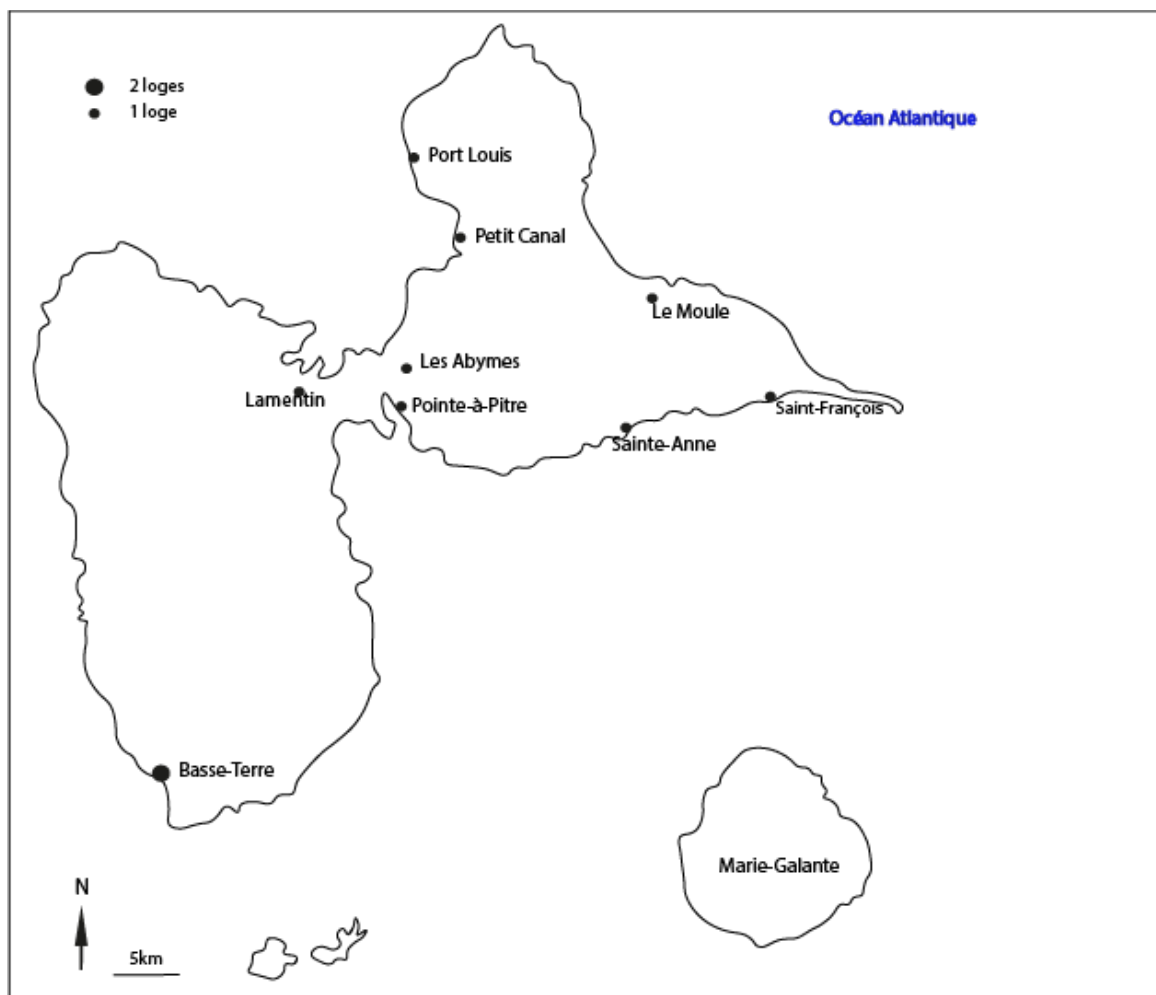 2 loges
1 loge
Océan Atlantique
Port Louis
Petit Canal
Le Moule
Les Abymes
Lamentin
Pointe-à-Pitre
Saint-François
Sainte-Anne
Basse-Terre
Marie-Galante
N
5km